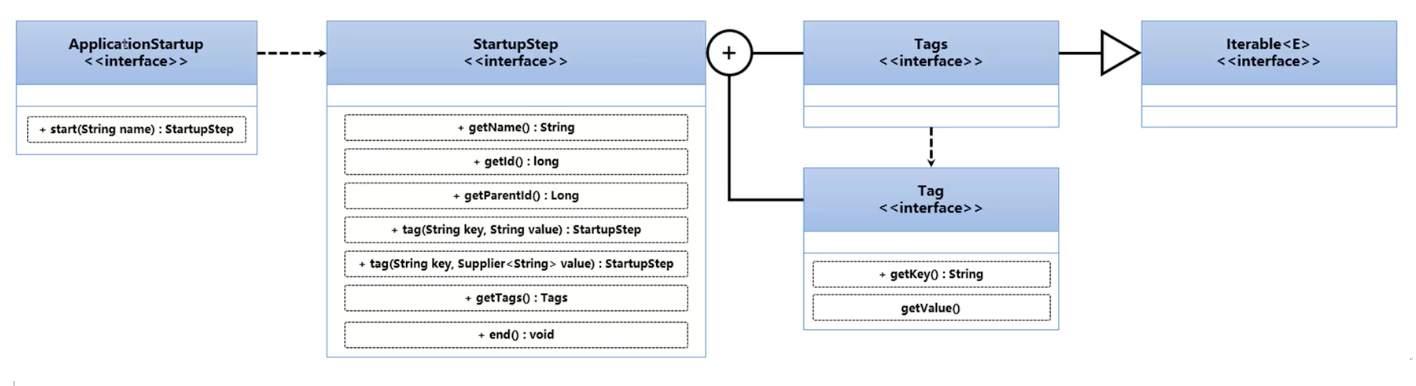 ApplicationStartup
<<interface>>
+ start(String name) : StartupStep
StartupStep
<<interface>>
+ getName() : String
+ getId() : long
+ getParentId() : Long
+ tag(String key, String value) : StartupStep
+ tag(String key, Supplier<String> value) : StartupStep
+ getTags() : Tags
+ end() : void
+
Tags
<<interface>>
Tag
<<interface>>
+ getKey() : String
getValue()
Iterable<E>
<<interface>>